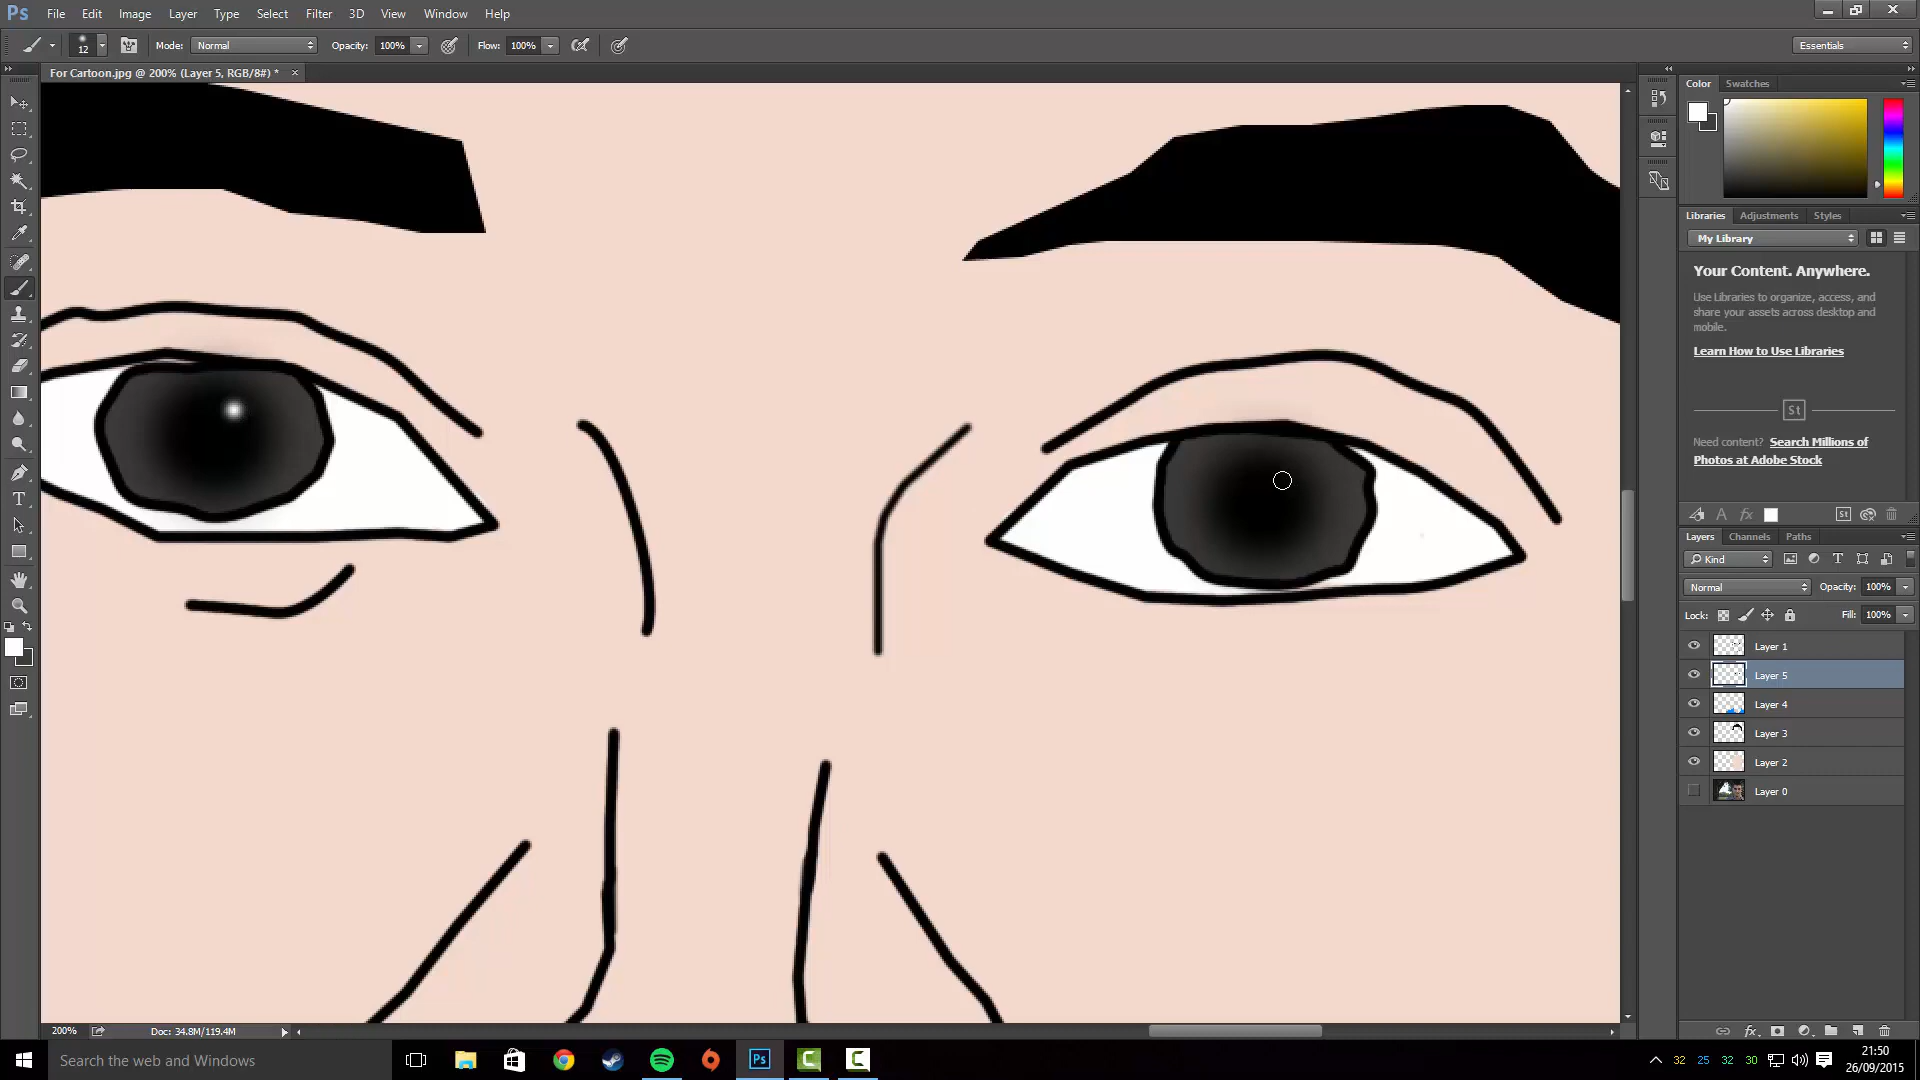 Ps File Edit Image Layer Type Select Filter 3D View Window Help
12 Mode: Normal Opacity: 100% Flow: 100% Essentials
For Cartoon.jpg @ 200% (Layer 5, RGB/8#) * ×
Color Swatches
Libraries Adjustments Styles
My Library
Your Content. Anywhere.
Use Libraries to organize, access, and
share your assets across desktop and
mobile.
Learn How to Use Libraries
St
Need content? Search Millions of
Photos at Adobe Stock
A fx St
Layers Channels Paths
Kind T
Normal Opacity: 100%
Lock: Fill: 100%
Layer 1
Layer 5
Layer 4
Layer 3
Layer 2
Layer 0
T
200% Doc: 34.8M/119.4M
fx
Search the web and Windows
Ps
C
C
32 25 32 30
21:50
26/09/2015